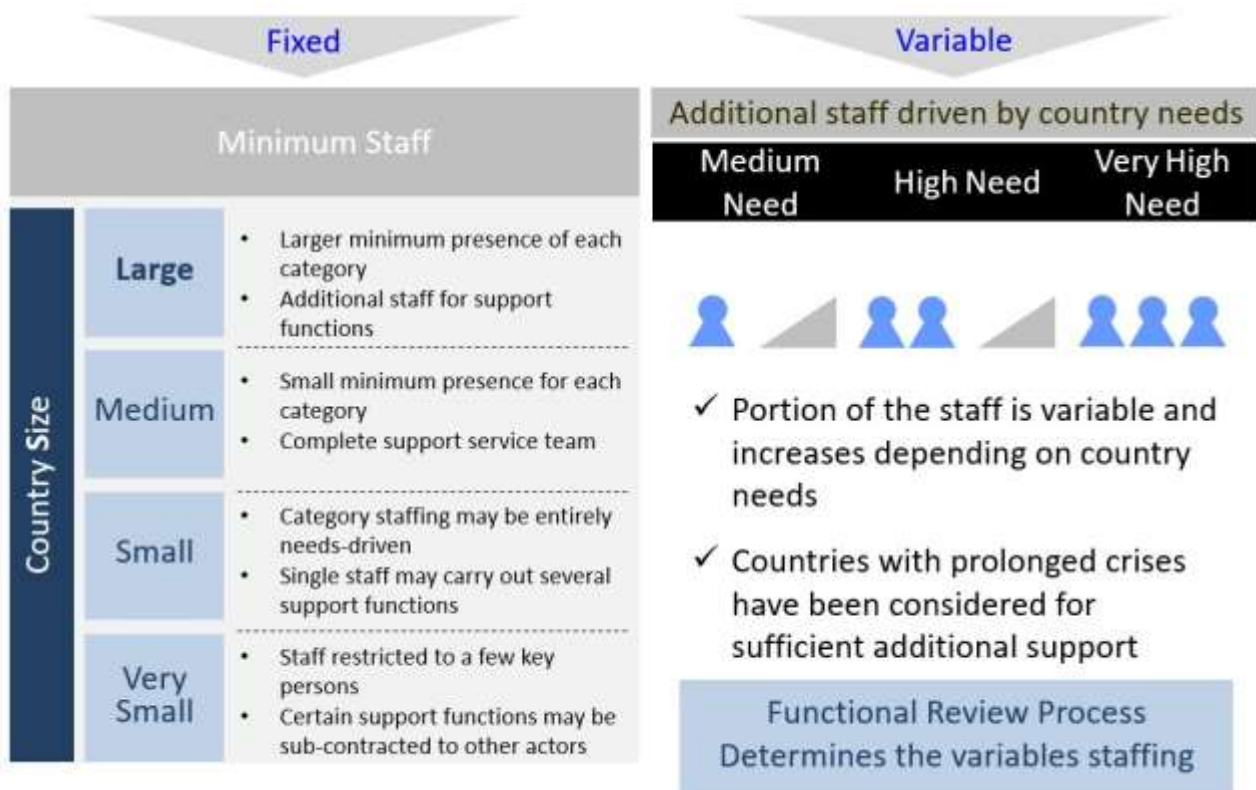 Fixed
Minimum Staff
Country Size
Large
• Larger minimum presence of each
category
• Additional staff for support
functions
Medium
• Small minimum presence for each
category
• Complete support service team
Small
• Category staffing may be entirely
needs-driven
• Single staff may carry out several
support functions
Very
Small
• Staff restricted to a few key
persons
• Certain support functions may be
sub-contracted to other actors
Variable
Additional staff driven by country needs
Medium
Need
High Need
Very High
Need
✓ Portion of the staff is variable and
increases depending on country
needs
✓ Countries with prolonged crises
have been considered for
sufficient additional support
Functional Review Process
Determines the variables staffing